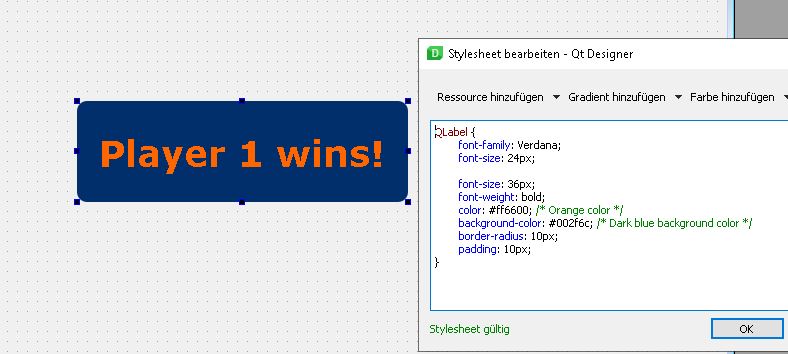 Stylesheet bearbeiten - Qt Designer
Ressource hinzufügen Gradient hinzufügen Farbe hinzufügen
Player 1 wins!
QLabel {
font-family: Verdana;
font-size: 24px;
font-size: 36px;
font-weight: bold;
color: #ff6600; /* Orange color */
background-color: #002f6c; /* Dark blue background color */
border-radius: 10px;
padding: 10px;
}
Stylesheet gültig
OK